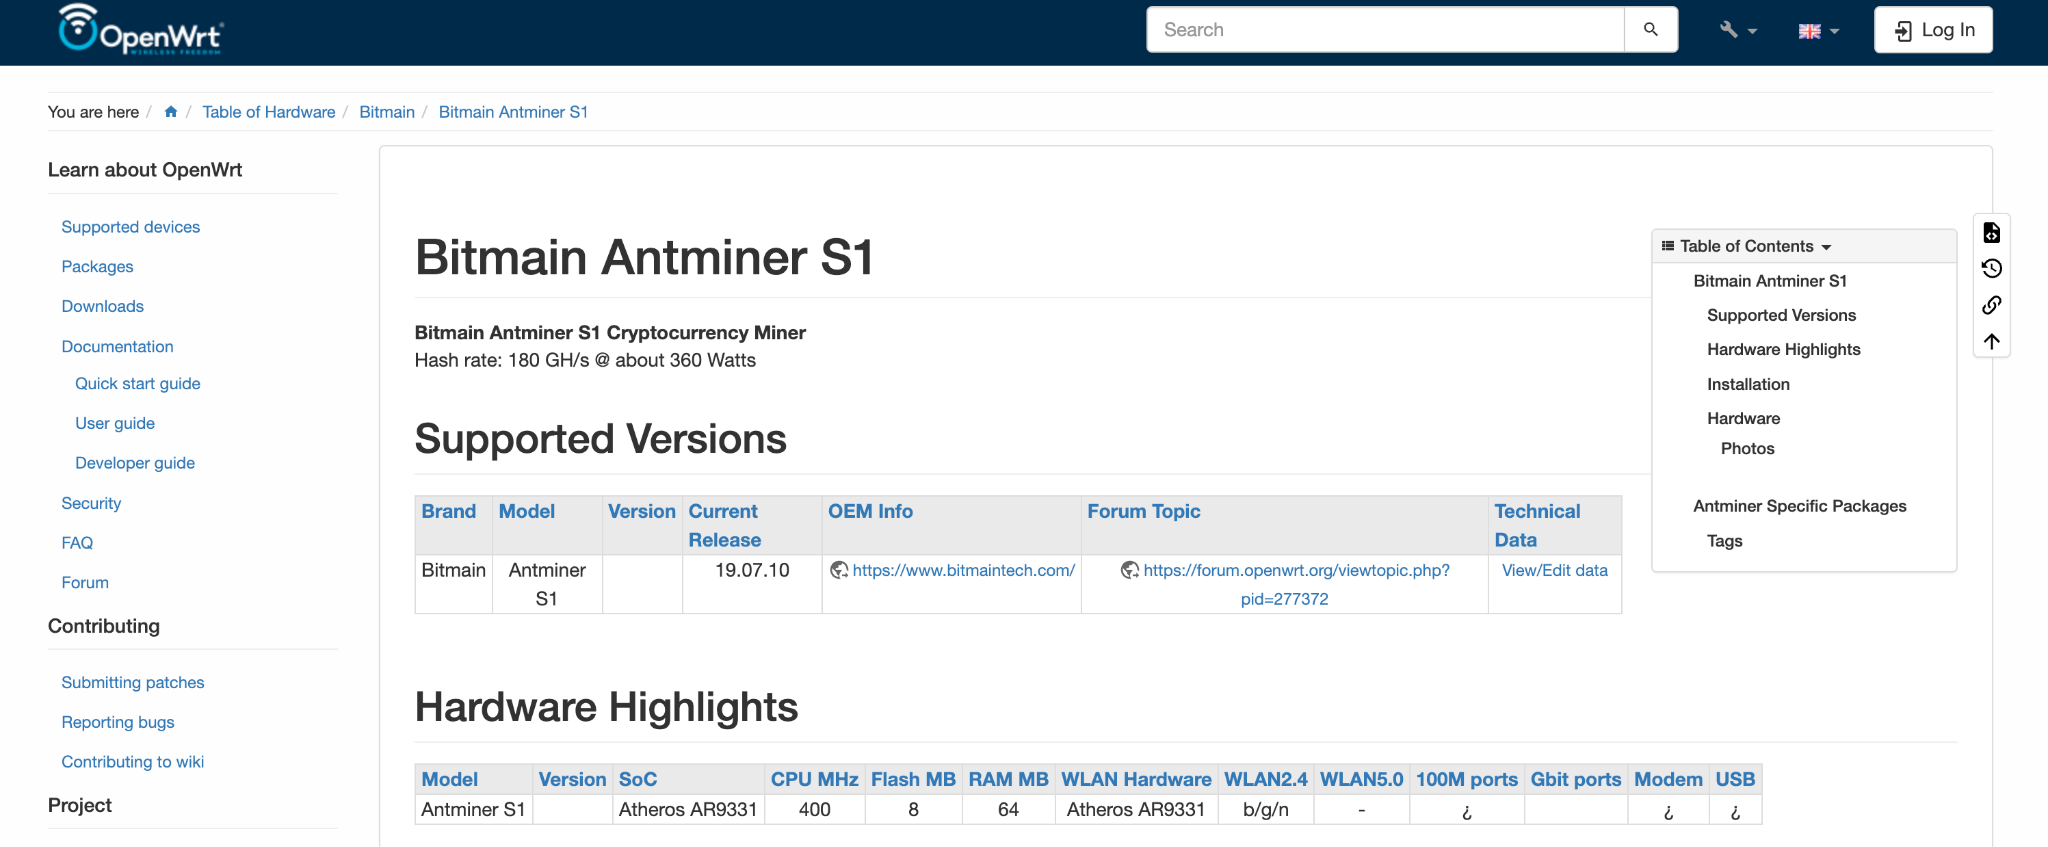 OpenWrt
WIRELESS FREEDOM
Search
Log In
You are here / / Table of Hardware / Bitmain / Bitmain Antminer S1
Learn about OpenWrt
Supported devices
Packages
Downloads
Documentation
Quick start guide
User guide
Developer guide
Security
FAQ
Forum
Contributing
Submitting patches
Reporting bugs
Contributing to wiki
Project
Bitmain Antminer S1
Bitmain Antminer S1 Cryptocurrency Miner
Hash rate: 180 GH/s @ about 360 Watts
Supported Versions
Brand Model Version Current OEM Info Forum Topic Technical
Release Data
Bitmain Antminer 19.07.10 https://www.bitmaintech.com/ https://forum.openwrt.org/viewtopic.php? View/Edit data
S1 pid=277372
Hardware Highlights
Model Version SoC CPU MHz Flash MB RAM MB WLAN Hardware WLAN2.4 WLAN5.0 100M ports Gbit ports Modem USB
Antminer S1 Atheros AR9331 400 8 64 Atheros AR9331 b/g/n - ¿ ¿ ¿
Table of Contents
Bitmain Antminer S1
Supported Versions
Hardware Highlights
Installation
Hardware
Photos
Antminer Specific Packages
Tags